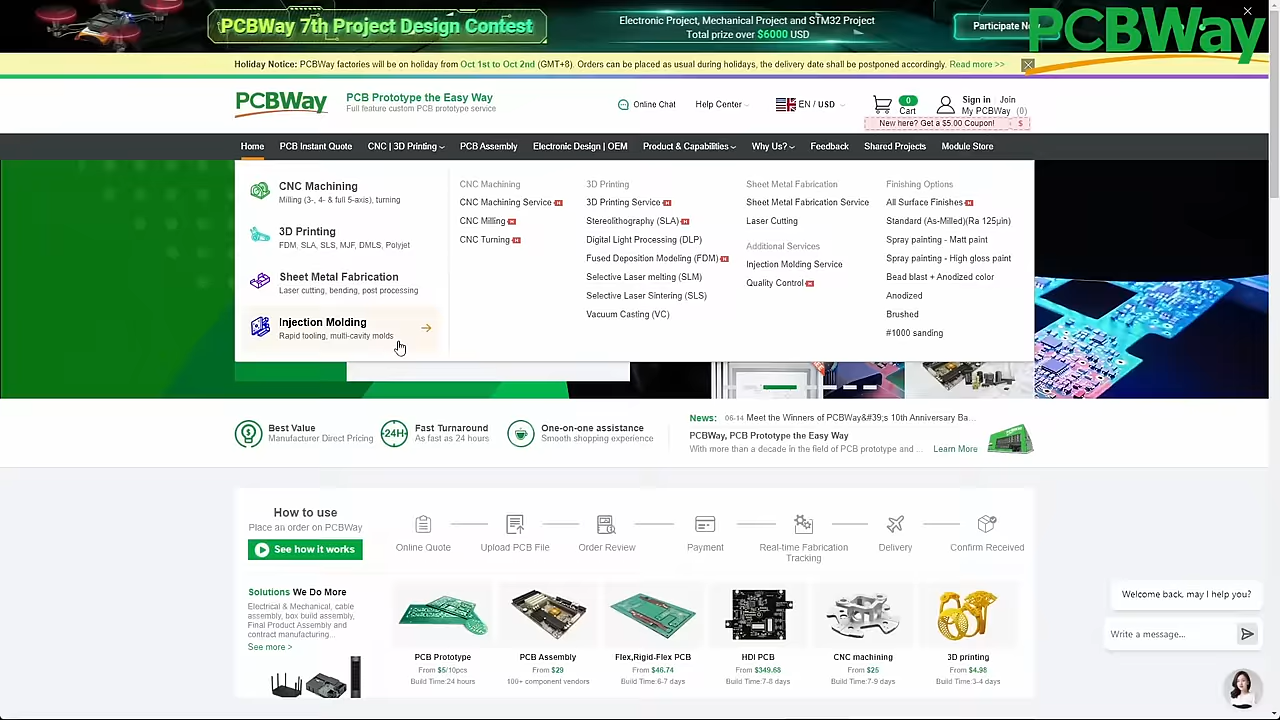 PCBWay 7th Project Design Contest
Electronic Project, Mechanical Project and STM32 Project
Total prize over $6000 USD
Participate
PCBWay
Holiday Notice: PCBWay factories will be on holiday from Oct 1st to Oct 2nd (GMT+8). Orders can be placed as usual during holidays, the delivery date shall be postponed accordingly. Read more >>
PCBWay
PCB Prototype the Easy Way
Full feature custom PCB prototype service
Online Chat
Help Center
EN / USD
0
Cart
Sign in Join
My PCBWay (0)
New here? Get a $5.00 Coupon! $
Home
PCB Instant Quote
CNC | 3D Printing
PCB Assembly
Electronic Design | OEM
Product & Capabilities
Why Us?
Feedback
Shared Projects
Module Store
CNC Machining
Milling (3-, 4- & full 5-axis), turning
3D Printing
FDM, SLA, SLS, MJF, DMLS, Polyjet
Sheet Metal Fabrication
Laser cutting, bending, post processing
Injection Molding
Rapid tooling, multi-cavity molds
CNC Machining
CNC Machining Service
CNC Milling
CNC Turning
3D Printing
3D Printing Service
Stereolithography (SLA)
Digital Light Processing (DLP)
Fused Deposition Modeling (FDM)
Selective Laser melting (SLM)
Selective Laser Sintering (SLS)
Vacuum Casting (VC)
Sheet Metal Fabrication
Sheet Metal Fabrication Service
Laser Cutting
Additional Services
Injection Molding Service
Quality Control
Finishing Options
All Surface Finishes
Standard (As-Milled)(Ra 125µin)
Spray painting - Matt paint
Spray painting - High gloss paint
Bead blast + Anodized color
Anodized
Brushed
#1000 sanding
Best Value
Manufacturer Direct Pricing
24H
Fast Turnaround
As fast as 24 hours
One-on-one assistance
Smooth shopping experience
News: 06-14 Meet the Winners of PCBWay&#39;s 10th Anniversary Ba...
PCBWay, PCB Prototype the Easy Way
With more than a decade in the field of PCB prototype and ... Learn More
How to use
Place an order on PCBWay
See how it works
Online Quote
Upload PCB File
Order Review
Payment
Real-time Fabrication
Tracking
Delivery
Confirm Received
Solutions We Do More
Electrical & Mechanical, cable
assembly, box build assembly,
Final Product Assembly and
contract manufacturing...
See more >
PCB Prototype
From $5/10pcs
Build Time:24 hours
PCB Assembly
From $29
100+ component vendors
Flex,Rigid-Flex PCB
From $46.74
Build Time:6-7 days
HDI PCB
From $349.68
Build Time:7-8 days
CNC machining
From $25
Build Time:7-9 days
3D printing
From $4.98
Build Time:3-4 days
Welcome back, may I help you?
Write a message...